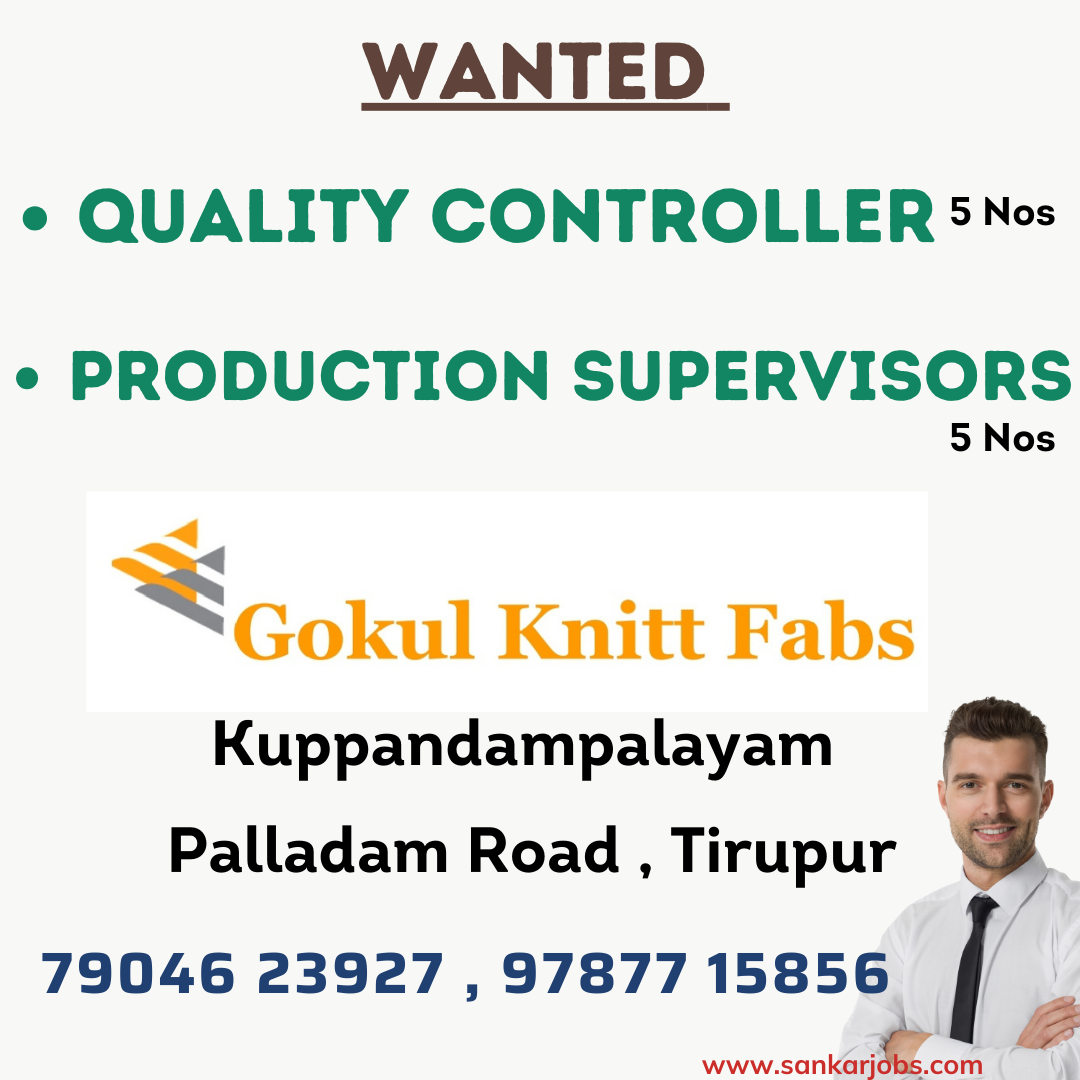 WANTED
• QUALITY CONTROLLER 5 Nos
• PRODUCTION SUPERVISORS
5 Nos
Gokul Knitt Fabs
Kuppandampalayam
Palladam Road , Tirupur
79046 23927 , 97877 15856
www.sankarjobs.com